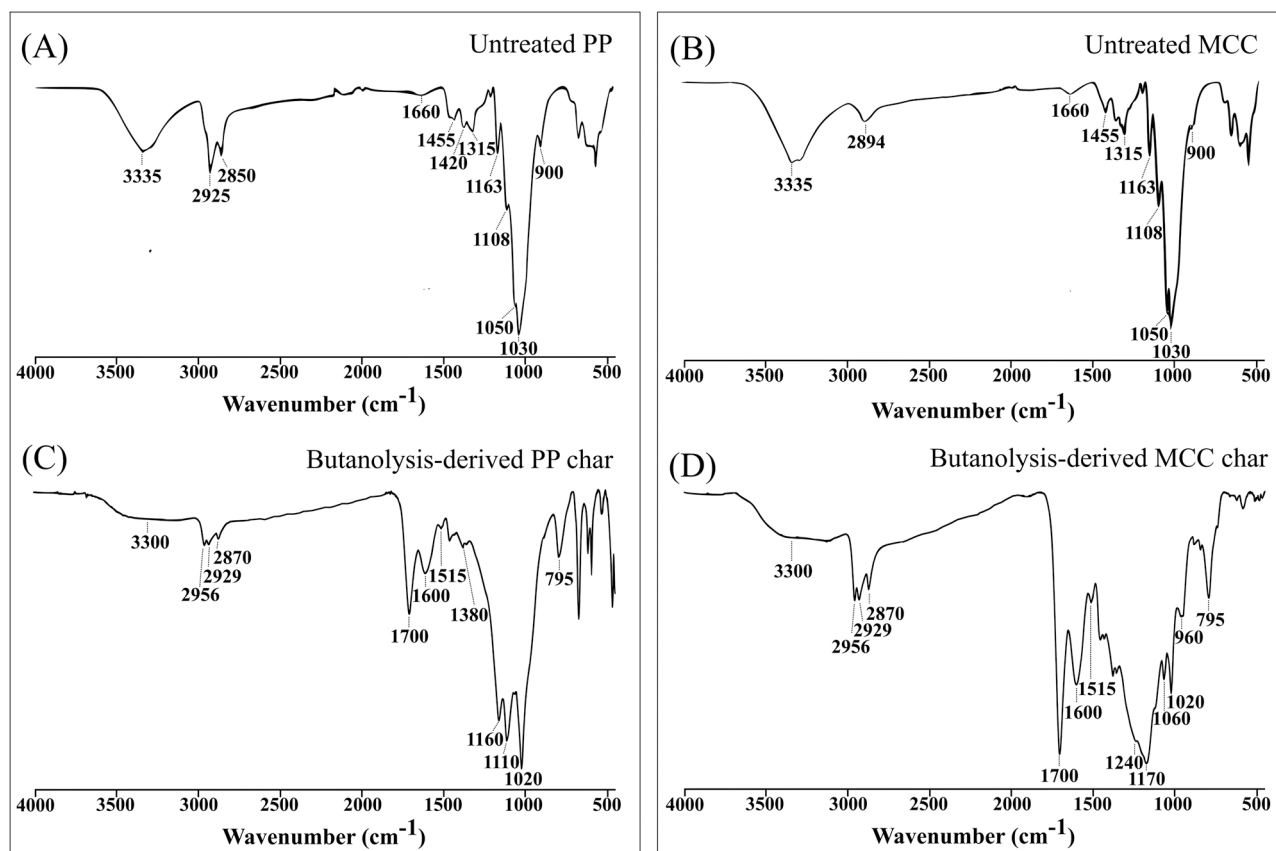 (A)
Untreated PP
3335
2925
2850
1660
1455
1420
1315
1163
1108
1050
1030
900
4000 3500 3000 2500 2000 1500 1000 500
Wavenumber (cm-1)
(B)
Untreated MCC
3335
2894
1660
1455
1315
1163
1108
1050
1030
900
4000 3500 3000 2500 2000 1500 1000 500
Wavenumber (cm-1)
(C)
Butanolysis-derived PP char
3300
2956
2929
2870
1700
1600
1515
1380
1160
1110
1020
795
4000 3500 3000 2500 2000 1500 1000 500
Wavenumber (cm-1)
(D)
Butanolysis-derived MCC char
3300
2956
2929
2870
1700
1600
1515
1240
1170
1060
1020
960
795
4000 3500 3000 2500 2000 1500 1000 500
Wavenumber (cm-1)